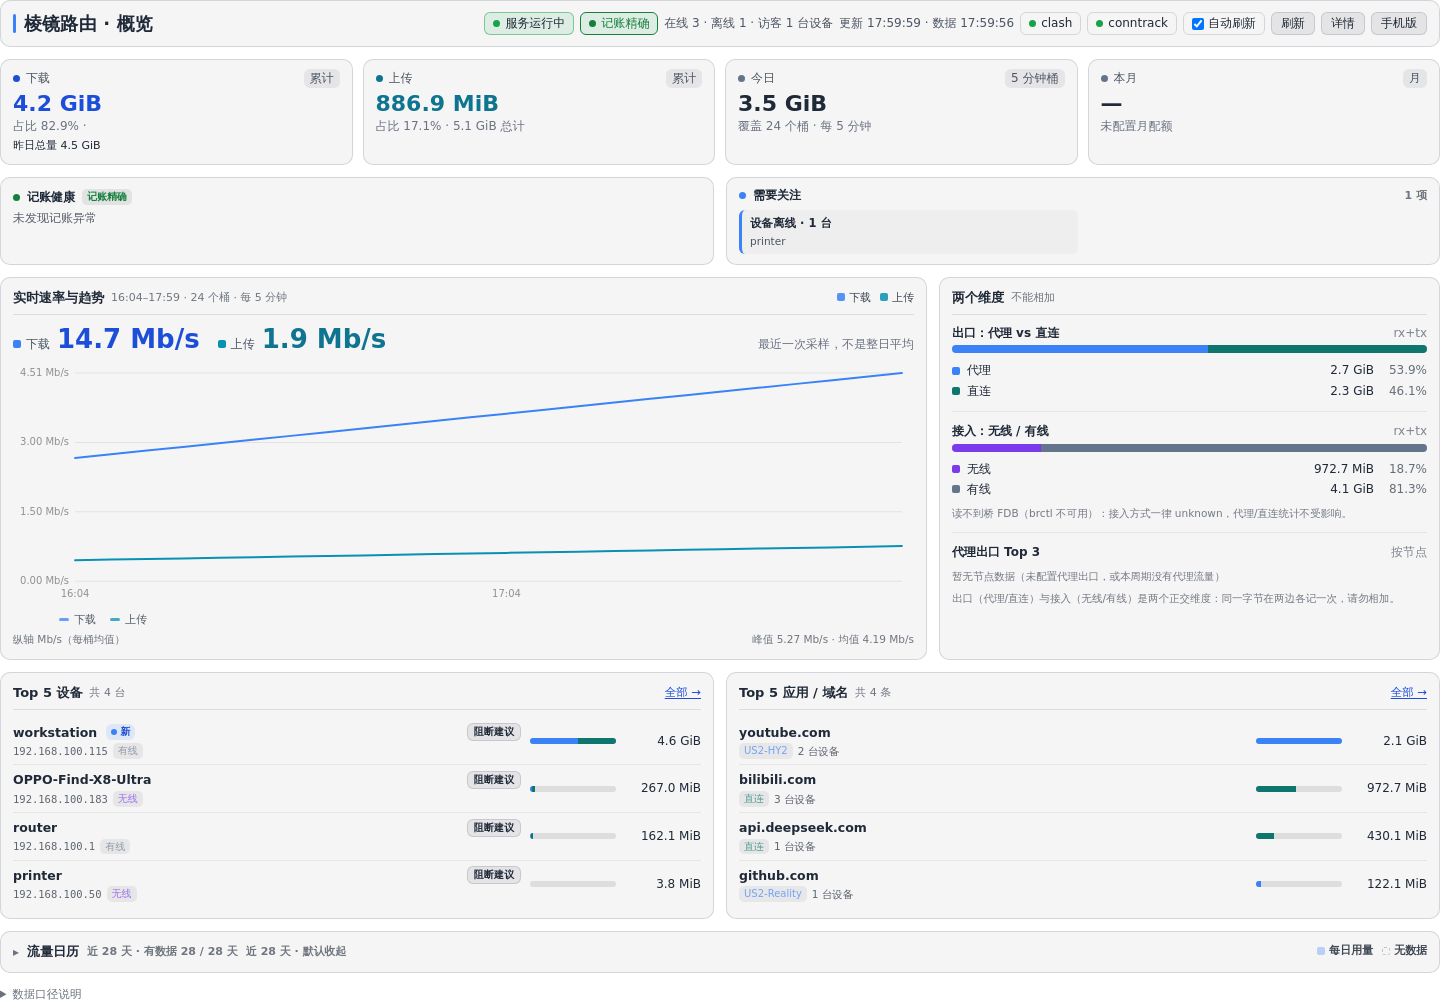 棱镜路由 · 概览
服务运行中
记账精确
在线 3 · 离线 1 · 访客 1 台设备
更新 17:59:59 · 数据 17:59:56
clash
conntrack
自动刷新
刷新
详情
手机版
下载
累计
4.2 GiB
占比 82.9% ·
昨日总量 4.5 GiB
上传
累计
886.9 MiB
占比 17.1% · 5.1 GiB 总计
今日
5 分钟桶
3.5 GiB
覆盖 24 个桶 · 每 5 分钟
本月
月
—
未配置月配额
记账健康 记账精确
未发现记账异常
需要关注
1 项
设备离线 · 1 台
printer
实时速率与趋势 16:04–17:59 · 24 个桶 · 每 5 分钟
下载 上传
下载 14.7 Mb/s 上传 1.9 Mb/s
最近一次采样，不是整日平均
4.51 Mb/s
3.00 Mb/s
1.50 Mb/s
0.00 Mb/s
16:04 17:04
下载 上传
纵轴 Mb/s（每桶均值）
峰值 5.27 Mb/s · 均值 4.19 Mb/s
两个维度 不能相加
出口：代理 vs 直连 rx+tx
代理 2.7 GiB 53.9%
直连 2.3 GiB 46.1%
接入：无线 / 有线 rx+tx
无线 972.7 MiB 18.7%
有线 4.1 GiB 81.3%
读不到桥 FDB（brctl 不可用）：接入方式一律 unknown，代理/直连统计不受影响。
代理出口 Top 3 按节点
暂无节点数据（未配置代理出口，或本周期没有代理流量）
出口（代理/直连）与接入（无线/有线）是两个正交维度：同一字节在两边各记一次，请勿相加。
Top 5 设备 共 4 台 全部 →
workstation 新 阻断建议 4.6 GiB
192.168.100.115 有线
OPPO-Find-X8-Ultra 阻断建议 267.0 MiB
192.168.100.183 无线
router 阻断建议 162.1 MiB
192.168.100.1 有线
printer 阻断建议 3.8 MiB
192.168.100.50 无线
Top 5 应用 / 域名 共 4 条 全部 →
youtube.com 2.1 GiB
US2-HY2 2 台设备
bilibili.com 972.7 MiB
直连 3 台设备
api.deepseek.com 430.1 MiB
直连 1 台设备
github.com 122.1 MiB
US2-Reality 1 台设备
▸ 流量日历 近 28 天 · 有数据 28 / 28 天 近 28 天 · 默认收起
每日用量 无数据
▶ 数据口径说明